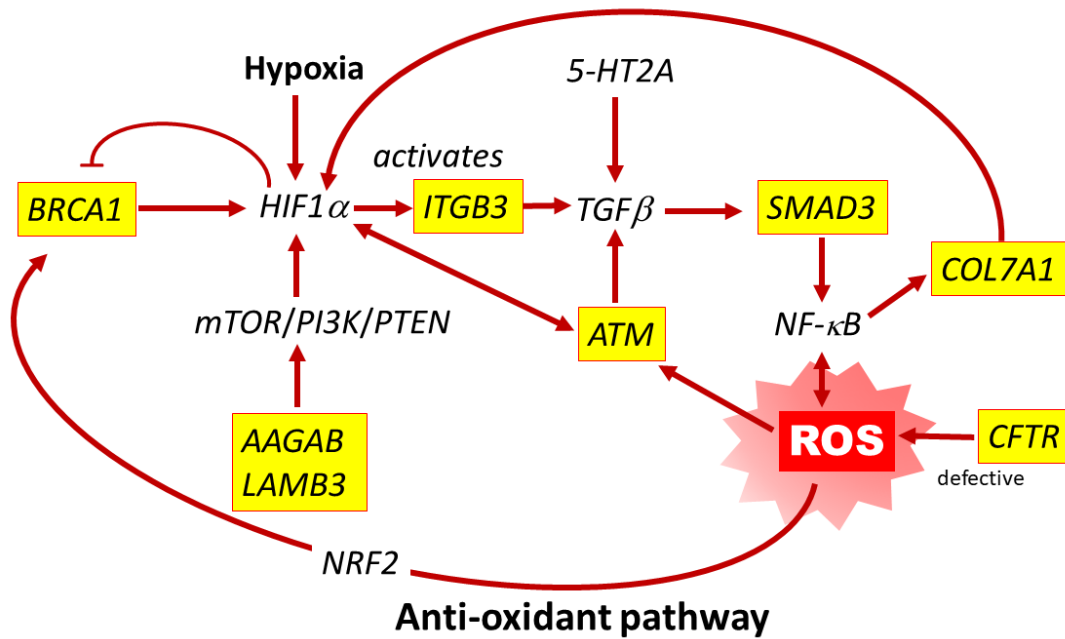 Hypoxia
5-HT2A
activates
BRCA1
HIF1α
ITGB3
TGFβ
SMAD3
COL7A1
mTOR/PI3K/PTEN
ATM
NF-κB
AAGAB
LAMB3
ROS
CFTR
defective
NRF2
Anti-oxidant pathway